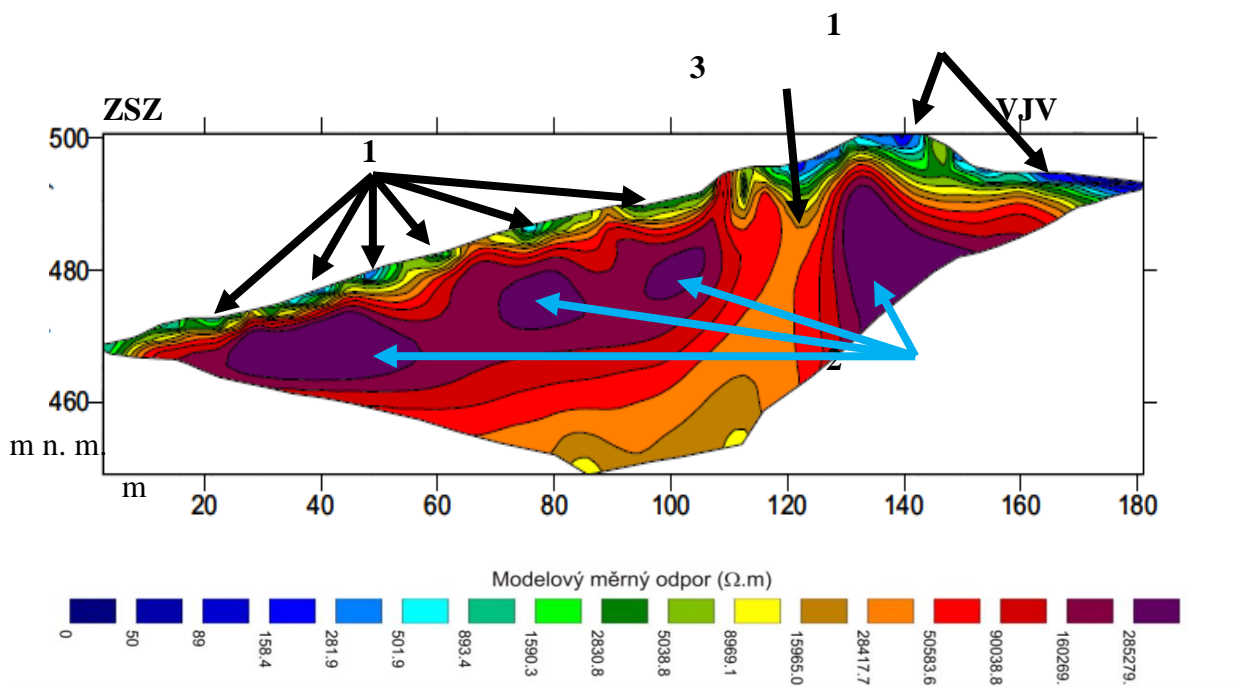 1
3
ZSZ
VJV
500
1
480
2
460
m n. m.
m
20 40 60 80 100 120 140 160 180
Modelový měrný odpor (Ω.m)
0 50 89 158.4 281.9 501.9 893.4 1590.3 2830.8 5038.8 8969.1 15965.0 28417.7 50583.6 90038.8 160269. 285279.